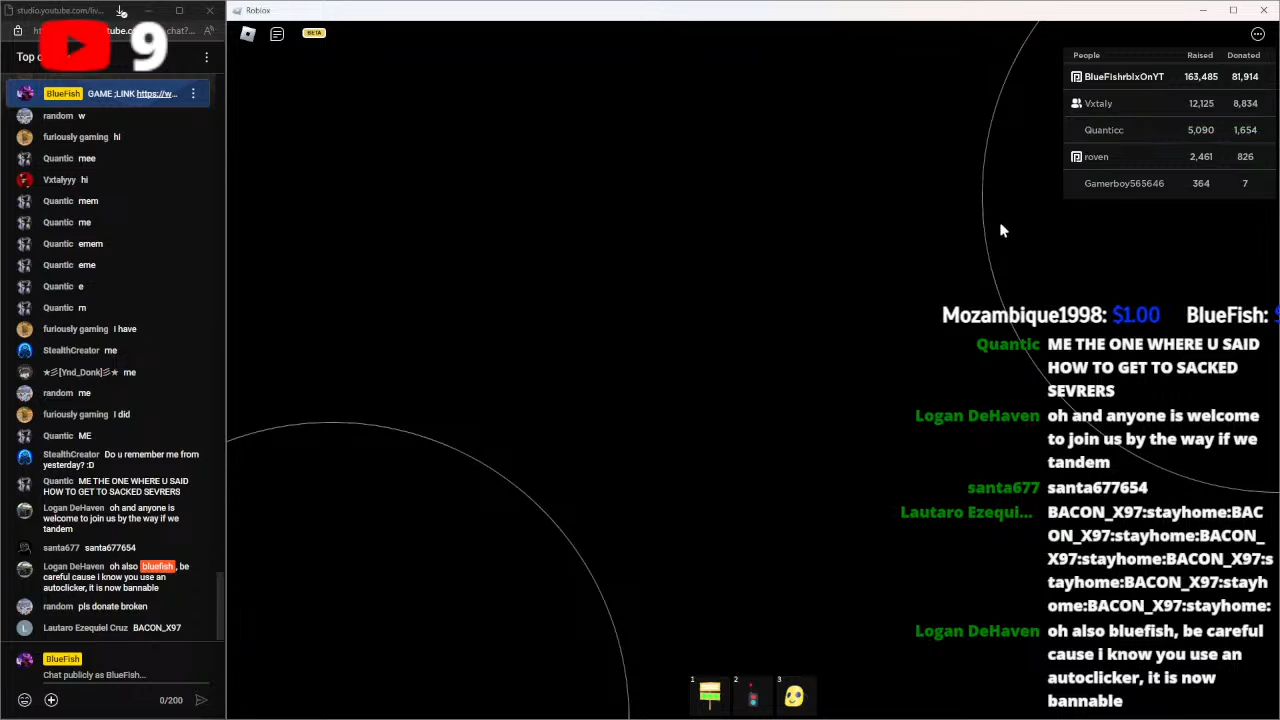 studio.youtube.com/liv...
Roblox
9
Top
BETA
BlueFish GAME ;LINK https://w...
random w
furiously gaming hi
Quantic mee
Vxtalyyy hi
Quantic mem
Quantic me
Quantic emem
Quantic eme
Quantic e
Quantic m
furiously gaming I have
StealthCreator me
★彡[Ynd_Donk]彡★ me
random me
furiously gaming I did
Quantic ME
StealthCreator Do you remember me from
yesterday? :D
Quantic ME THE ONE WHERE U SAID
HOW TO GET TO SACKED SEVRERS
Logan DeHaven oh and anyone is
welcome to join us by the way if we
tandem
santa677 santa677654
Logan DeHaven oh also bluefish, be
careful cause i know you use an
autoclicker, it is now bannable
random pls donate broken
Lautaro Ezequiel Cruz BACON_X97
BlueFish
Chat publicly as BlueFish...
0/200
People Raised Donated
BlueFishrblxOnYT 163,485 81,914
Vxtaly 12,125 8,834
Quanticc 5,090 1,654
roven 2,461 826
Gamerboy565646 364 7
Mozambique1998: $1.00 BlueFish:
Quantic ME THE ONE WHERE U SAID
HOW TO GET TO SACKED
SEVRERS
Logan DeHaven oh and anyone is welcome
to join us by the way if we
tandem
santa677 santa677654
Lautaro Ezequi... BACON_X97:stayhome:BAC
ON_X97:stayhome:BACON_
X97:stayhome:BACON_X97:s
tayhome:BACON_X97:stayh
ome:BACON_X97:stayhome:
Logan DeHaven oh also bluefish, be careful
cause i know you use an
autoclicker, it is now
bannable
1 2 3